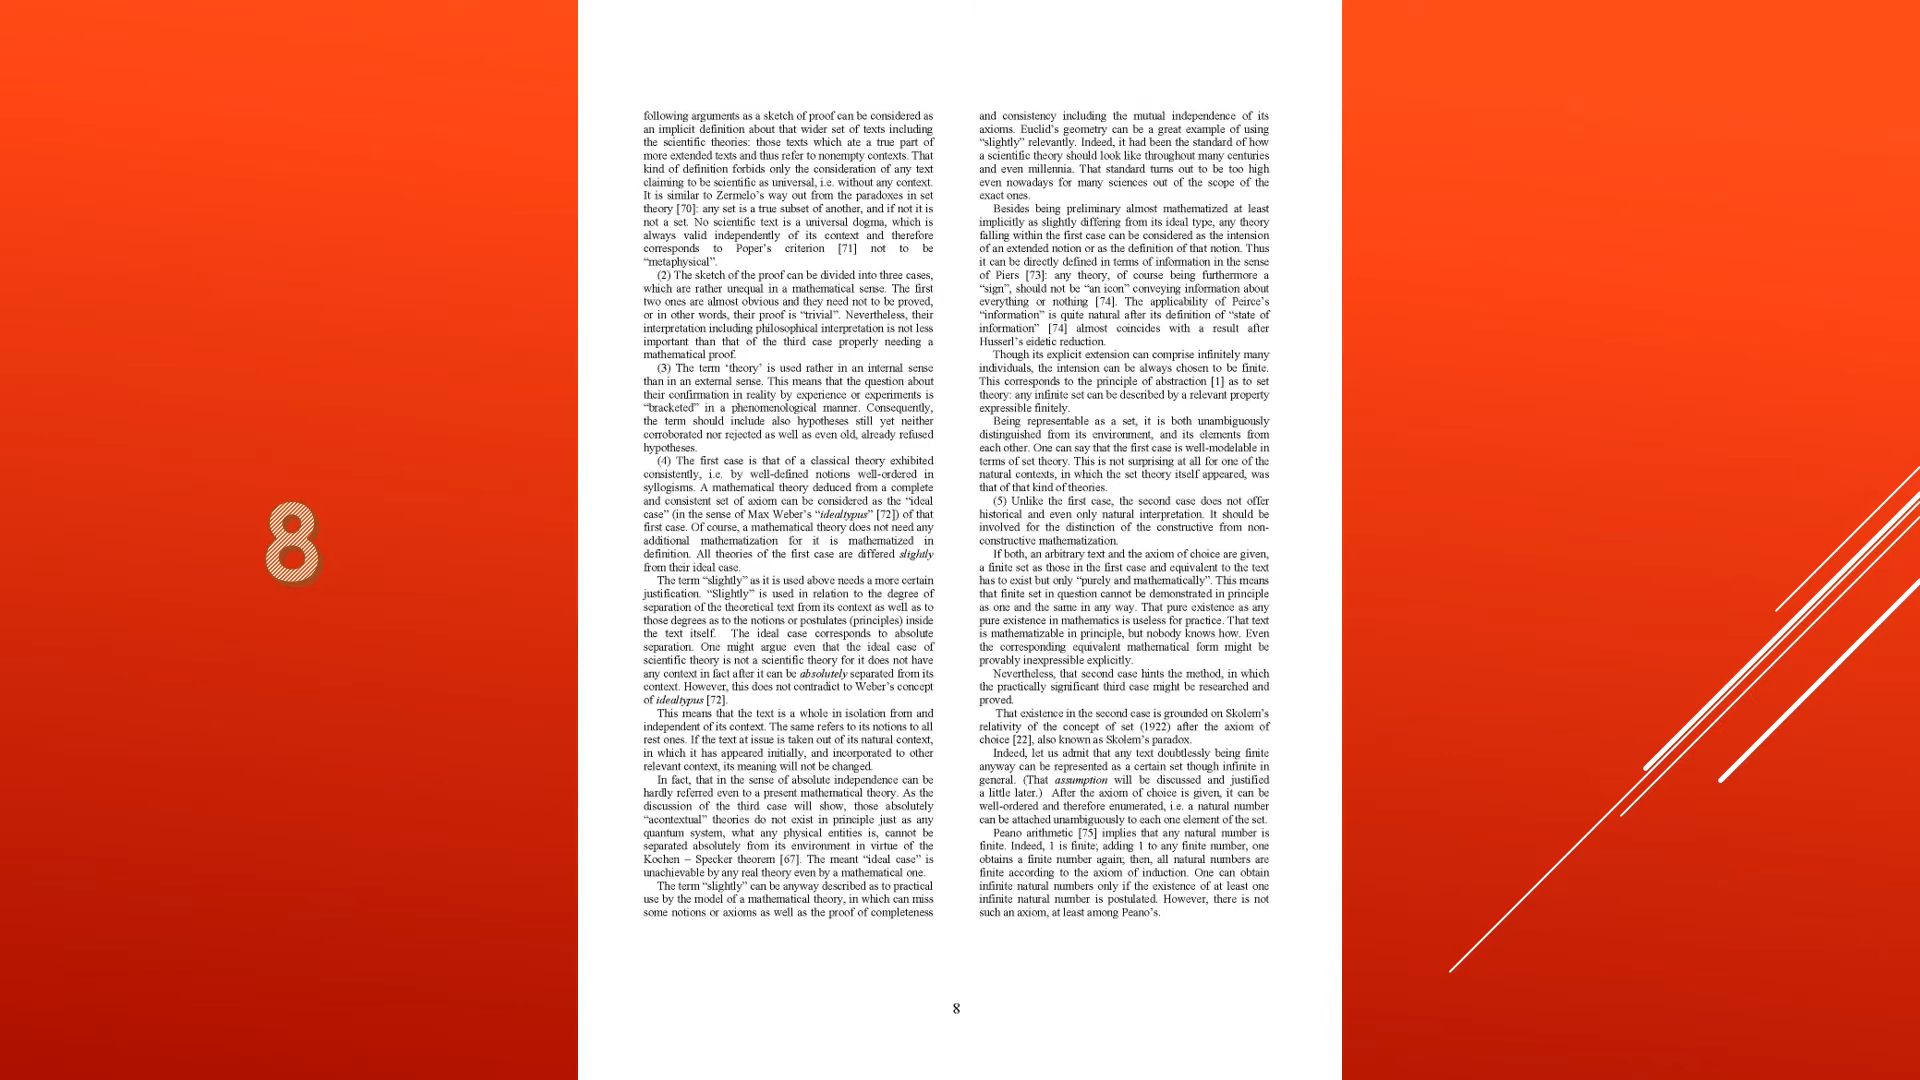 8
following arguments as a sketch of proof can be considered as
an implicit definition about that wider set of texts including
the scientific theories: those texts which ate a true part of
more extended texts and thus refer to nonempty contexts. That
kind of definition forbids only the consideration of any text
claiming to be scientific as universal, i.e. without any context.
It is similar to Zermelo’s way out from the paradoxes in set
theory [70]: any set is a true subset of another, and if not it is
not a set. No scientific text is a universal dogma, which is
always valid independently of its context and therefore
corresponds to Poper’s criterion [71] not to be
“metaphysical”.
(2) The sketch of the proof can be divided into three cases,
which are rather unequal in a mathematical sense. The first
two ones are almost obvious and they need not to be proved,
or in other words, their proof is “trivial”. Nevertheless, their
interpretation including philosophical interpretation is not less
important than that of the third case properly needing a
mathematical proof.
(3) The term ‘theory’ is used rather in an internal sense
than in an external sense. This means that the question about
their confirmation in reality by experience or experiments is
“bracketed” in a phenomenological manner. Consequently,
the term should include also hypotheses still yet neither
corroborated nor rejected as well as even old, already refused
hypotheses.
(4) The first case is that of a classical theory exhibited
consistently, i.e. by well-defined notions well-ordered in
syllogisms. A mathematical theory deduced from a complete
and consistent set of axiom can be considered as the “ideal
case” (in the sense of Max Weber’s “idealtypus” [72]) of that
first case. Of course, a mathematical theory does not need any
additional mathematization for it is mathematized in
definition. All theories of the first case are differed slightly
from their ideal case.
The term “slightly” as it is used above needs a more certain
justification. “Slightly” is used in relation to the degree of
separation of the theoretical text from its context as well as to
those degrees as to the notions or postulates (principles) inside
the text itself. The ideal case corresponds to absolute
separation. One might argue even that the ideal case of
scientific theory is not a scientific theory for it does not have
any context in fact after it can be absolutely separated from its
context. However, this does not contradict to Weber’s concept
of idealtypus [72].
This means that the text is a whole in isolation from and
independent of its context. The same refers to its notions to all
rest ones. If the text at issue is taken out of its natural context,
in which it has appeared initially, and incorporated to other
relevant context, its meaning will not be changed.
In fact, that in the sense of absolute independence can be
hardly referred even to a present mathematical theory. As the
discussion of the third case will show, those absolutely
“acontextual” theories do not exist in principle just as any
quantum system, what any physical entities is, cannot be
separated absolutely from its environment in virtue of the
Kochen – Specker theorem [67]. The meant “ideal case” is
unachievable by any real theory even by a mathematical one.
The term “slightly” can be anyway described as to practical
use by the model of a mathematical theory, in which can miss
some notions or axioms as well as the proof of completeness
and consistency including the mutual independence of its
axioms. Euclid’s geometry can be a great example of using
“slightly” relevantly. Indeed, it had been the standard of how
a scientific theory should look like throughout many centuries
and even millennia. That standard turns out to be too high
even nowadays for many sciences out of the scope of the
exact ones.
Besides being preliminary almost mathematized at least
implicitly as slightly differing from its ideal type, any theory
falling within the first case can be considered as the intension
of an extended notion or as the definition of that notion. Thus
it can be directly defined in terms of information in the sense
of Piers [73]: any theory, of course being furthermore a
“sign”, should not be “an icon” conveying information about
everything or nothing [74]. The applicability of Peirce’s
“information” is quite natural after its definition of “state of
information” [74] almost coincides with a result after
Husserl’s eidetic reduction.
Though its explicit extension can comprise infinitely many
individuals, the intension can be always chosen to be finite.
This corresponds to the principle of abstraction [1] as to set
theory: any infinite set can be described by a relevant property
expressible finitely.
Being representable as a set, it is both unambiguously
distinguished from its environment, and its elements from
each other. One can say that the first case is well-modelable in
terms of set theory. This is not surprising at all for one of the
natural contexts, in which the set theory itself appeared, was
that of that kind of theories.
(5) Unlike the first case, the second case does not offer
historical and even only natural interpretation. It should be
involved for the distinction of the constructive from non-
constructive mathematization.
If both, an arbitrary text and the axiom of choice are given,
a finite set as those in the first case and equivalent to the text
has to exist but only “purely and mathematically”. This means
that finite set in question cannot be demonstrated in principle
as one and the same in any way. That pure existence as any
pure existence in mathematics is useless for practice. That text
is mathematizable in principle, but nobody knows how. Even
the corresponding equivalent mathematical form might be
provably inexpressible explicitly.
Nevertheless, that second case hints the method, in which
the practically significant third case might be researched and
proved.
That existence in the second case is grounded on Skolem’s
relativity of the concept of set (1922) after the axiom of
choice [22], also known as Skolem’s paradox.
Indeed, let us admit that any text doubtlessly being finite
anyway can be represented as a certain set though infinite in
general. (That assumption will be discussed and justified
a little later.) After the axiom of choice is given, it can be
well-ordered and therefore enumerated, i.e. a natural number
can be attached unambiguously to each one element of the set.
Peano arithmetic [75] implies that any natural number is
finite. Indeed, 1 is finite; adding 1 to any finite number, one
obtains a finite number again; then, all natural numbers are
finite according to the axiom of induction. One can obtain
infinite natural numbers only if the existence of at least one
infinite natural number is postulated. However, there is not
such an axiom, at least among Peano’s.
8